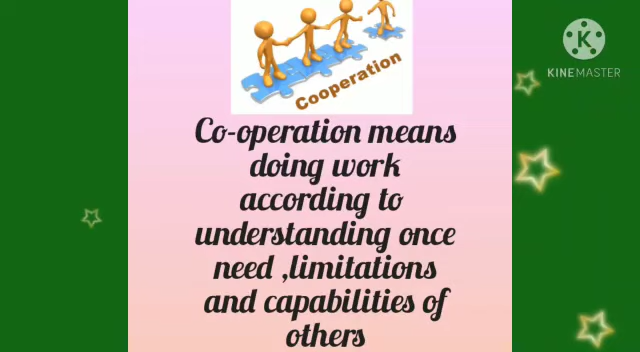 KINEMASTER
Cooperation
Co-operation means
doing work
according to
understanding once
need ,limitations
and capabilities of
others